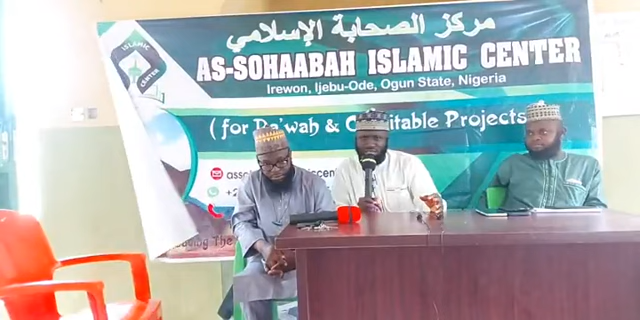 مركز الصحابة الإسلامي
ISLAMIC
CENTER
AS-SOHAABAH ISLAMIC CENTER
Irewon, Ijebu-Ode, Ogun State, Nigeria
(for Da'wah & Projects
The